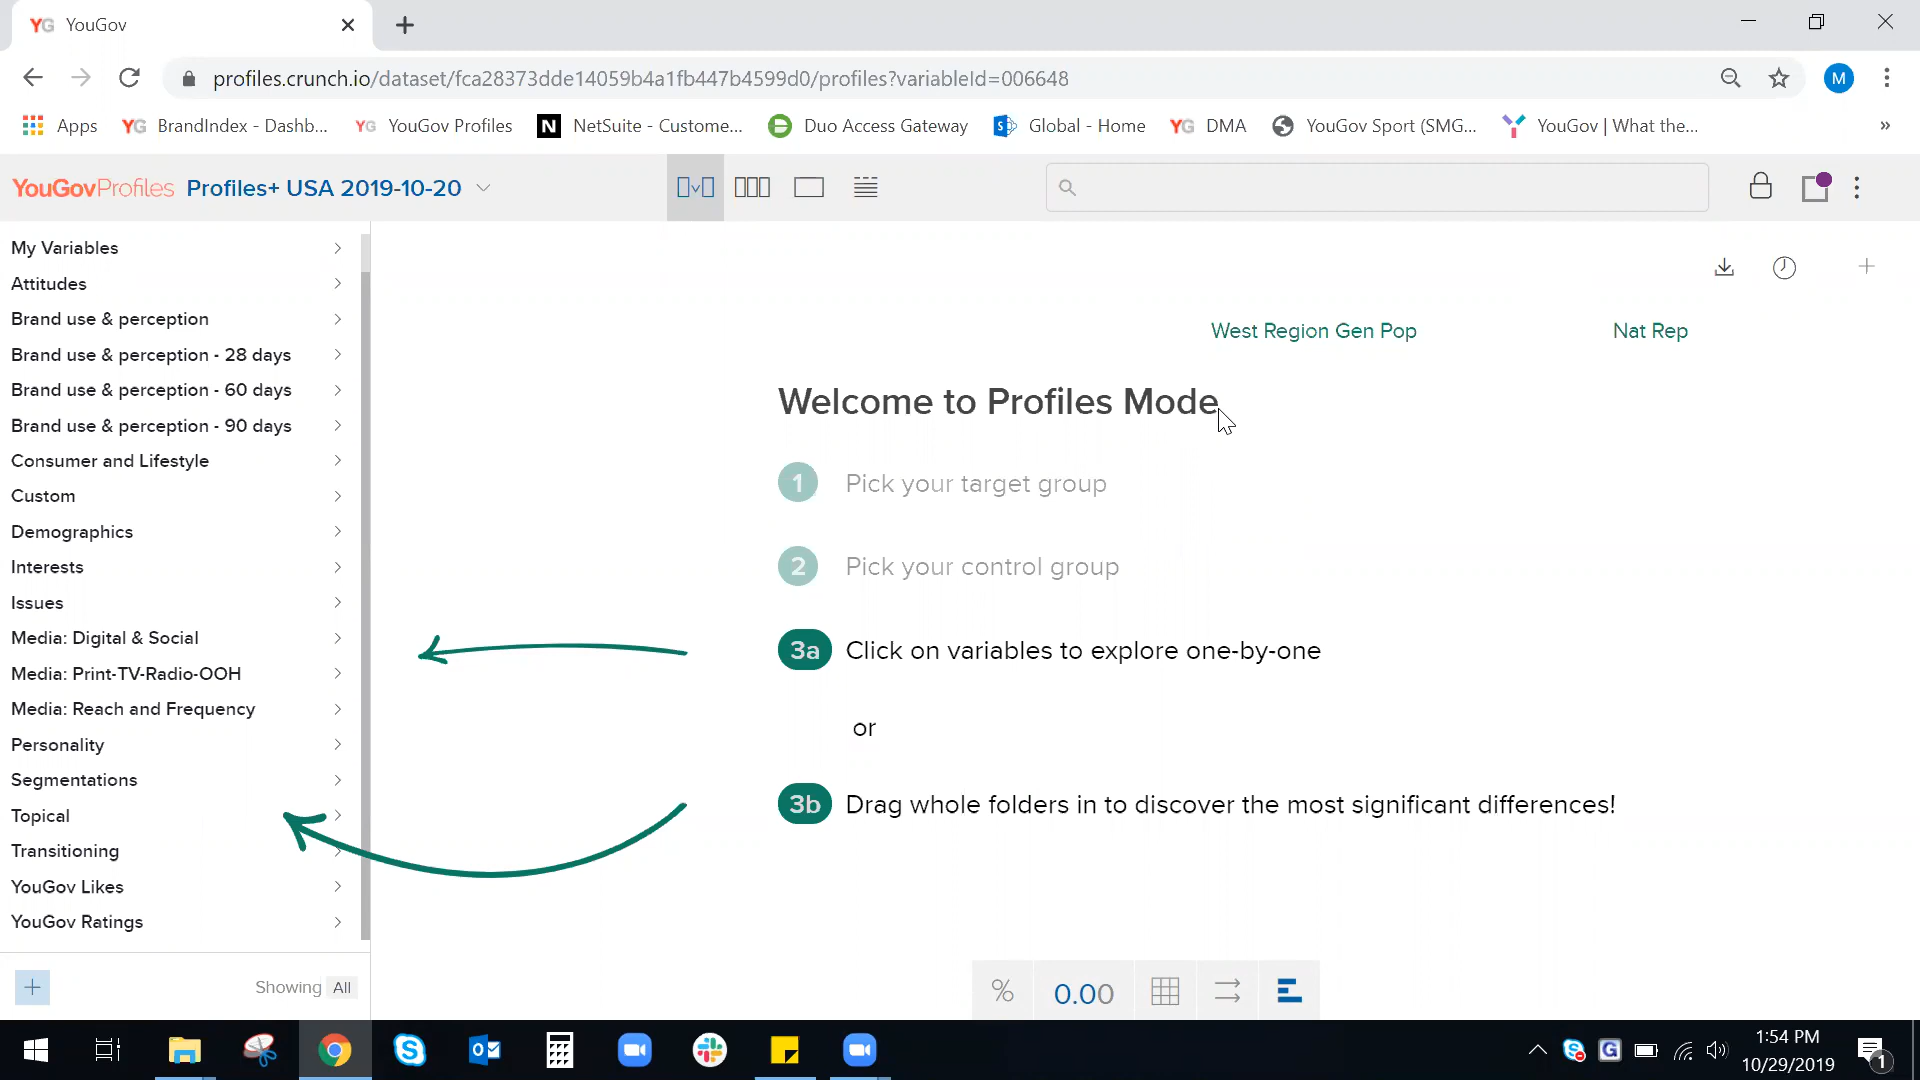 YG YouGov
profiles.crunch.io/dataset/fca28373dde14059b4a1fb447b4599d0/profiles?variableId=006648
M
Apps
YG BrandIndex - Dashb...
YG YouGov Profiles
N NetSuite - Custome...
Duo Access Gateway
S Global - Home
YG DMA
YouGov Sport (SMG...
YouGov | What the...
»
YouGovProfiles Profiles+ USA 2019-10-20
My Variables
Attitudes
Brand use & perception
Brand use & perception - 28 days
Brand use & perception - 60 days
Brand use & perception - 90 days
Consumer and Lifestyle
Custom
Demographics
Interests
Issues
Media: Digital & Social
Media: Print-TV-Radio-OOH
Media: Reach and Frequency
Personality
Segmentations
Topical
Transitioning
YouGov Likes
YouGov Ratings
Showing All
West Region Gen Pop
Nat Rep
Welcome to Profiles Mode
1 Pick your target group
2 Pick your control group
3a Click on variables to explore one-by-one
or
3b Drag whole folders in to discover the most significant differences!
% 0.00
1:54 PM
10/29/2019
1